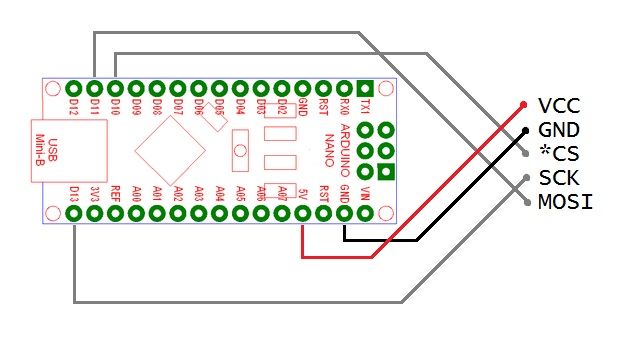 D12 D11 D10 D09 D08 D07 D06 D05 D04 D03 D02 GND RST RX0 TX1
USB
Mini-B
ARDUINO
NANO
D13 3V3 REF A00 A01 A02 A03 A04 A05 A06 A07 5V RST GND VIN
VCC
GND
*CS
SCK
MOSI